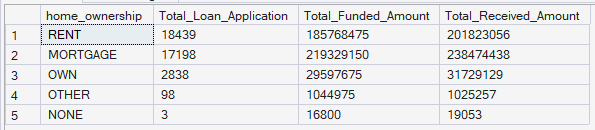 home_ownership Total_Loan_Application Total_Funded_Amount Total_Received_Amount
1 RENT 18439 185768475 201823056
2 MORTGAGE 17198 219329150 238474438
3 OWN 2838 29597675 31729129
4 OTHER 98 1044975 1025257
5 NONE 3 16800 19053